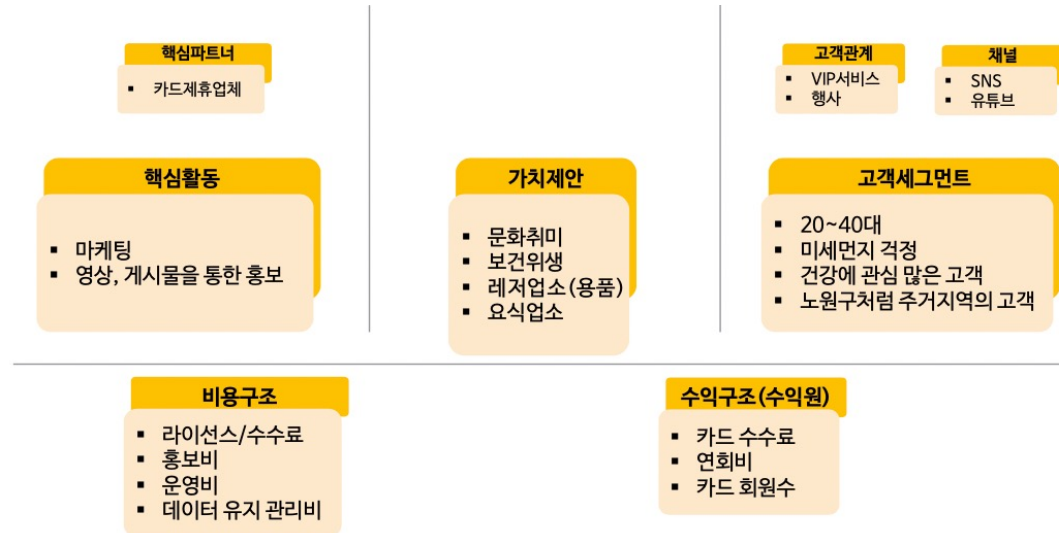 핵심파트너
▪ 카드제휴업체
고객관계
▪ VIP서비스
▪ 행사
채널
▪ SNS
▪ 유튜브
핵심활동
▪ 마케팅
▪ 영상, 게시물을 통한 홍보
가치제안
▪ 문화취미
▪ 보건위생
▪ 레저업소(용품)
▪ 요식업소
고객세그먼트
▪ 20~40대
▪ 미세먼지 걱정
▪ 건강에 관심 많은 고객
▪ 노원구처럼 주거지역의 고객
비용구조
▪ 라이선스/수수료
▪ 홍보비
▪ 운영비
▪ 데이터 유지 관리비
수익구조(수익원)
▪ 카드 수수료
▪ 연회비
▪ 카드 회원수